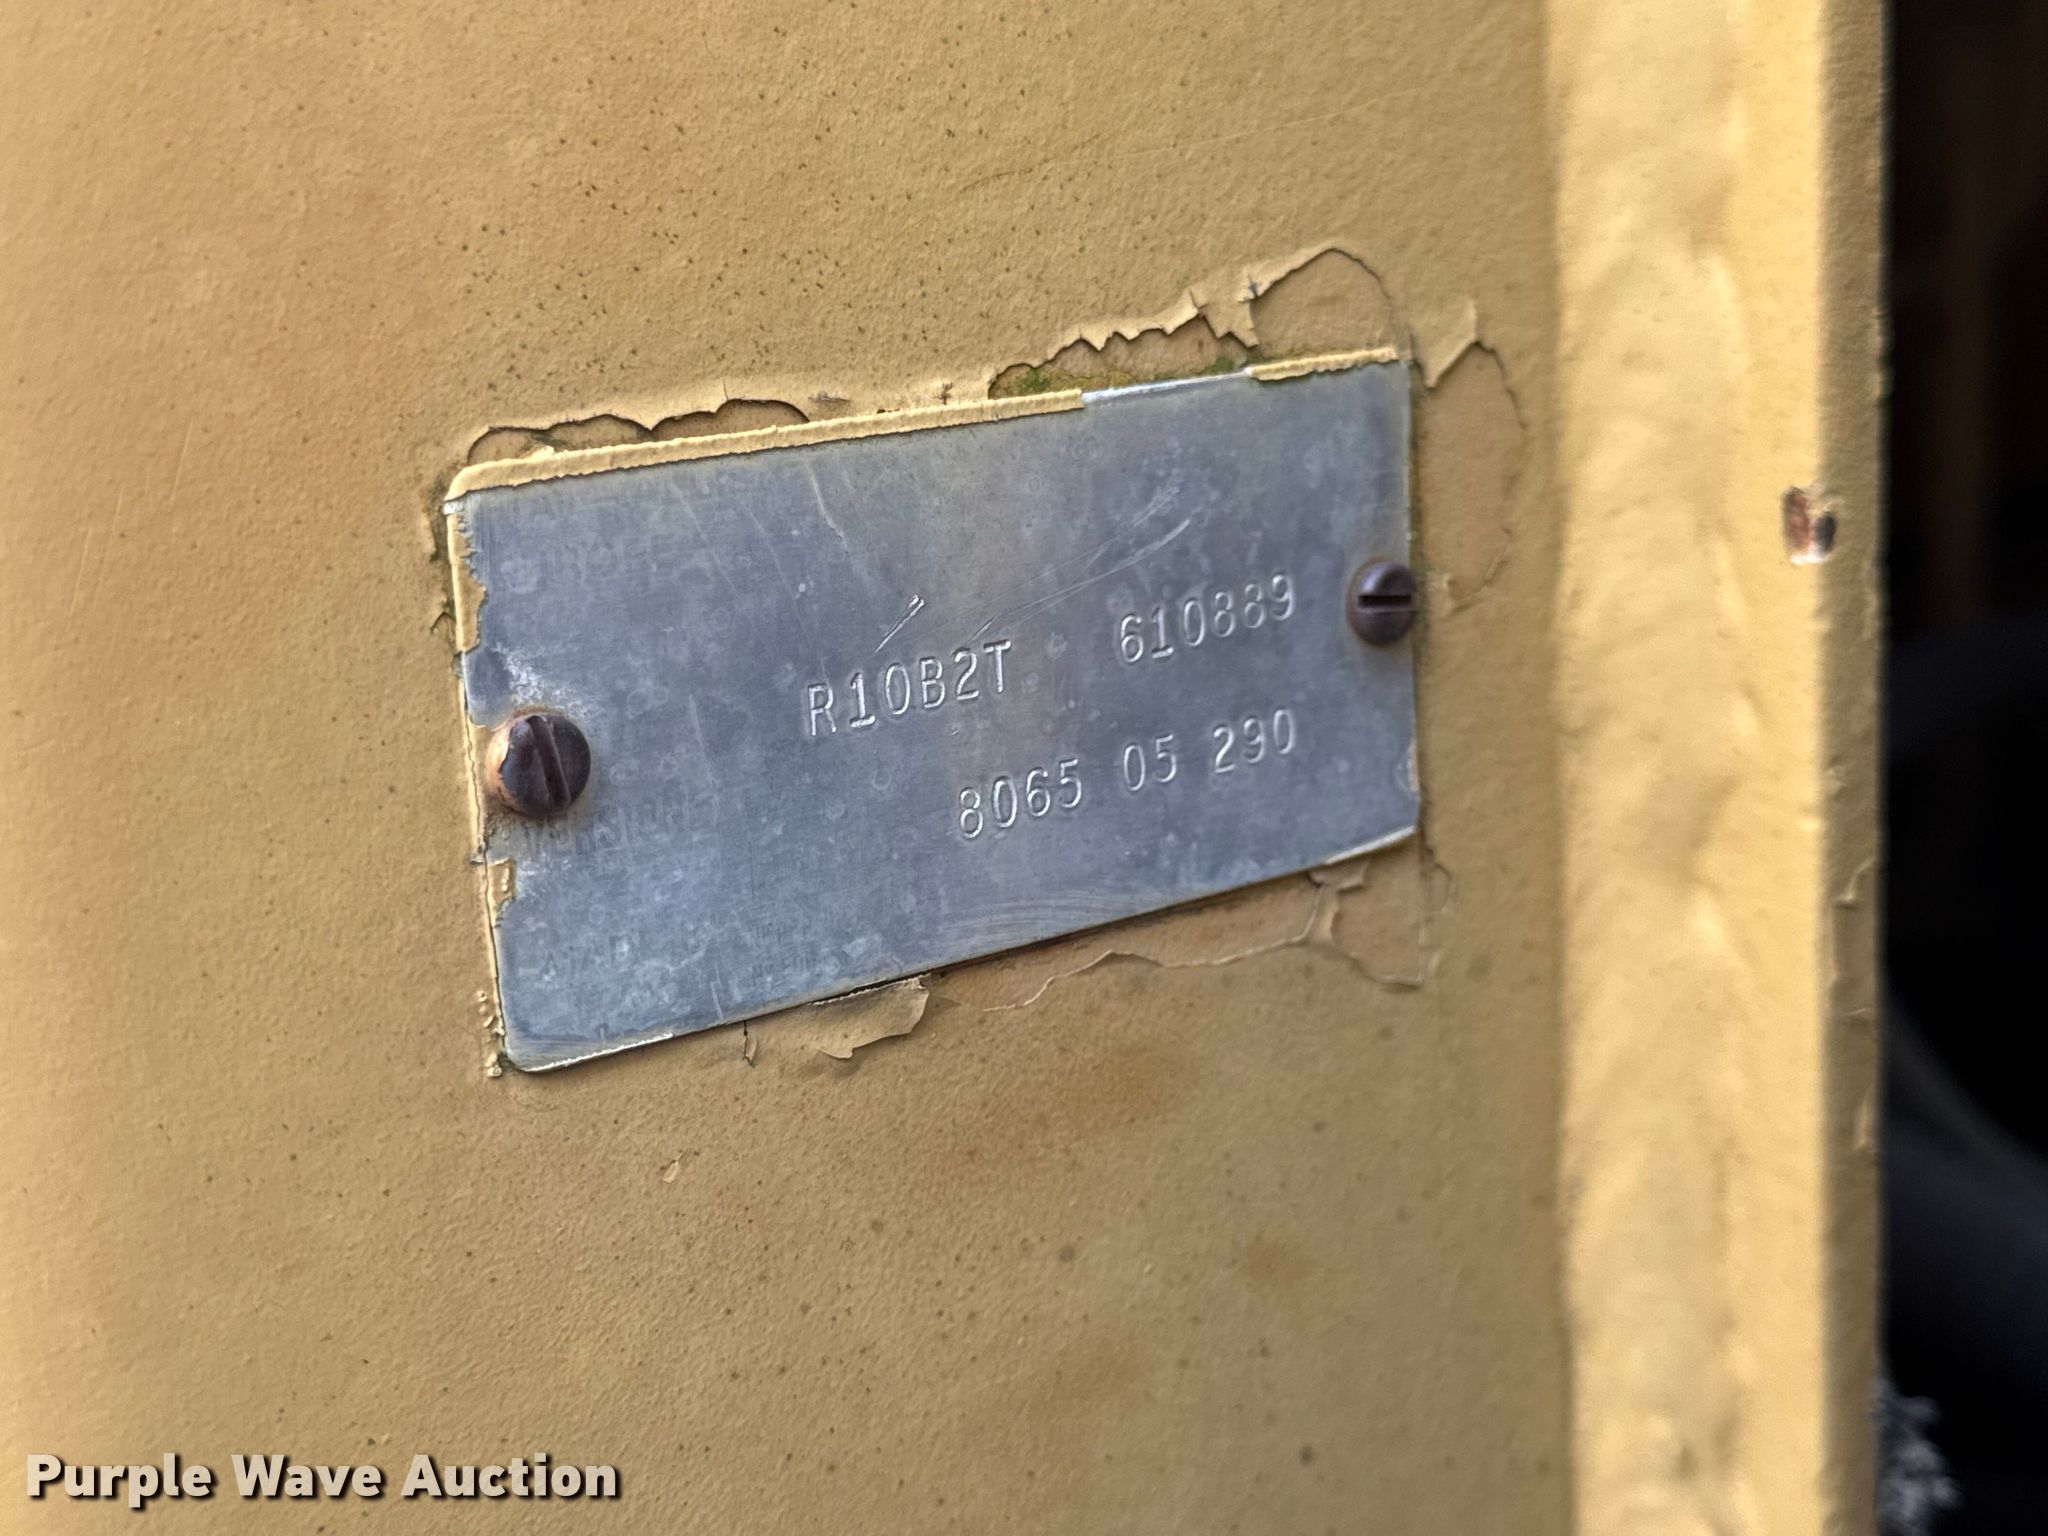 R10B2T 610889
8065 05 290
Purple Wave Auction